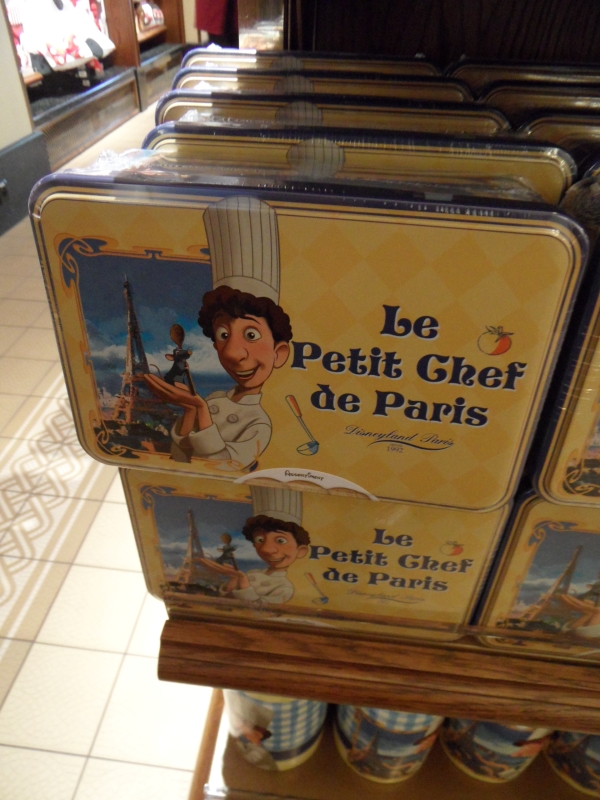 Le
Petit Chef
de Paris
Disneyland Paris
1992
Le
Petit Chef
de Paris